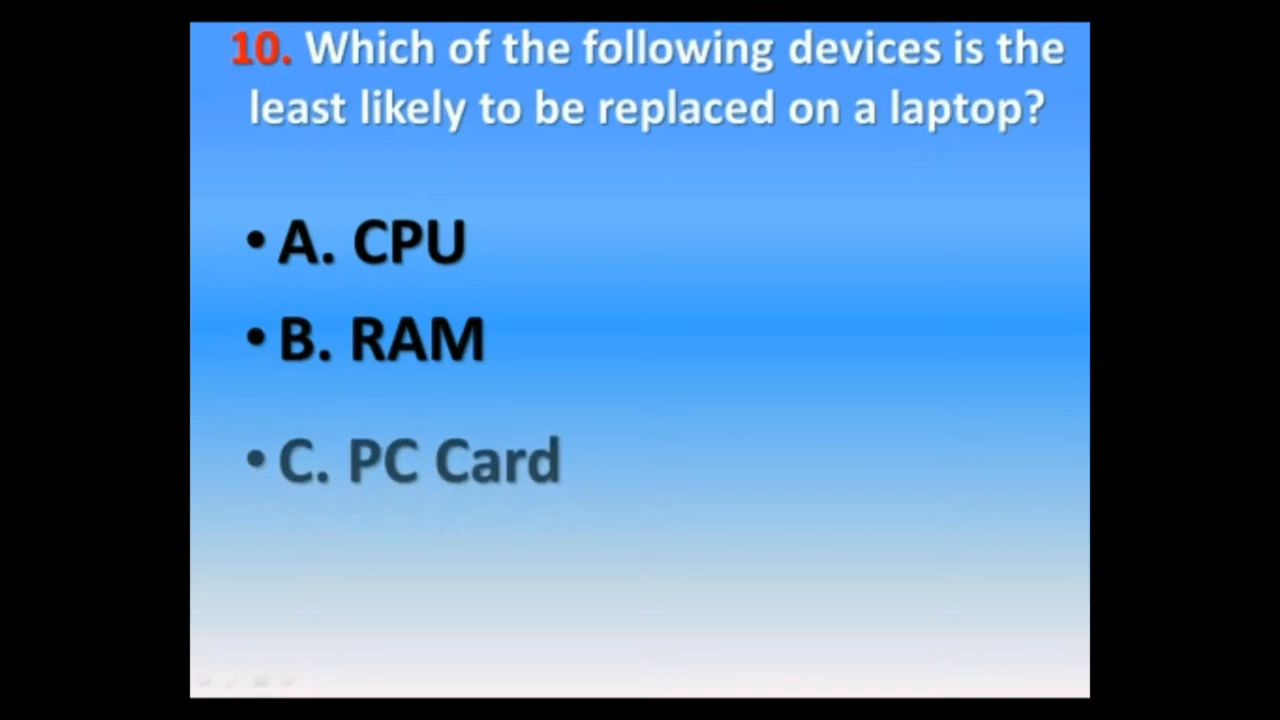 10. Which of the following devices is the
least likely to be replaced on a laptop?
• A. CPU
• B. RAM
• C. PC Card